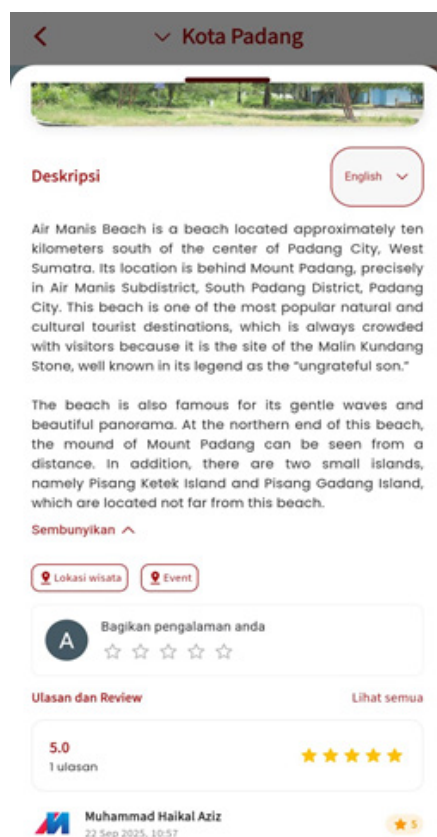 Kota Padang
Deskripsi
English
Air Manis Beach is a beach located approximately ten
kilometers south of the center of Padang City, West
Sumatra. Its location is behind Mount Padang, precisely
in Air Manis Subdistrict, South Padang District, Padang
City. This beach is one of the most popular natural and
cultural tourist destinations, which is always crowded
with visitors because it is the site of the Malin Kundang
Stone, well known in its legend as the “ungrateful son.”
The beach is also famous for its gentle waves and
beautiful panorama. At the northern end of this beach,
the mound of Mount Padang can be seen from a
distance. In addition, there are two small islands,
namely Pisang Ketek Island and Pisang Gadang Island,
which are located not far from this beach.
Sembunyikan
Lokasi wisata
Event
A
Bagikan pengalaman anda
Ulasan dan Review
Lihat semua
5.0
1 ulasan
Muhammad Haikal Aziz
5
22 Sep 2025, 10:57